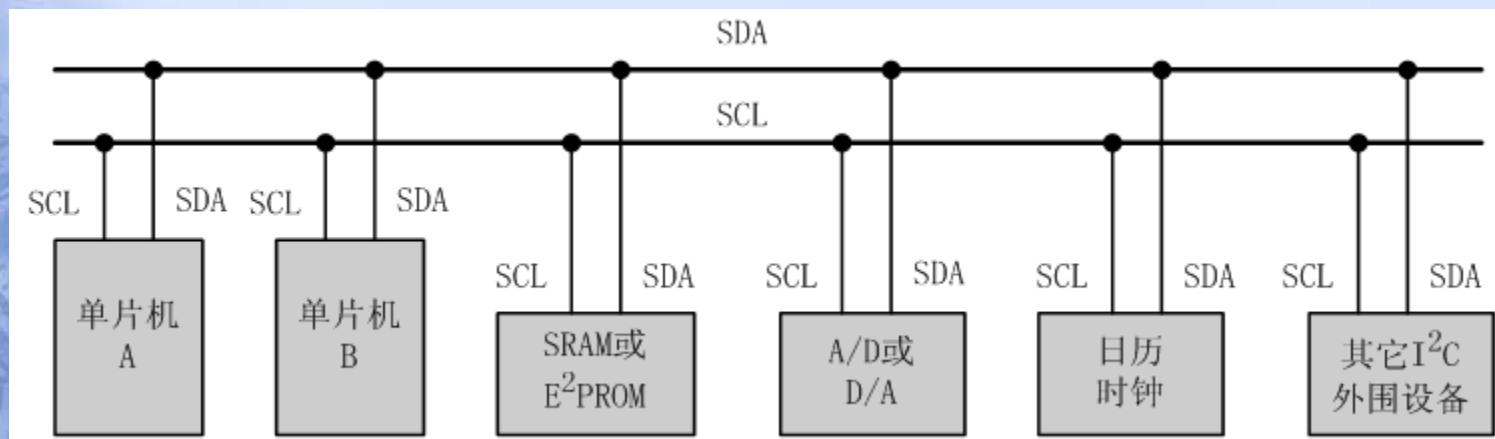 SDA
SCL
SCL
SDA
SCL
SDA
SCL
SDA
SCL
SDA
SCL
SDA
SCL
SDA
单片机
A
单片机
B
SRAM或
E²PROM
A/D或
D/A
日历
时钟
其它I²C
外围设备